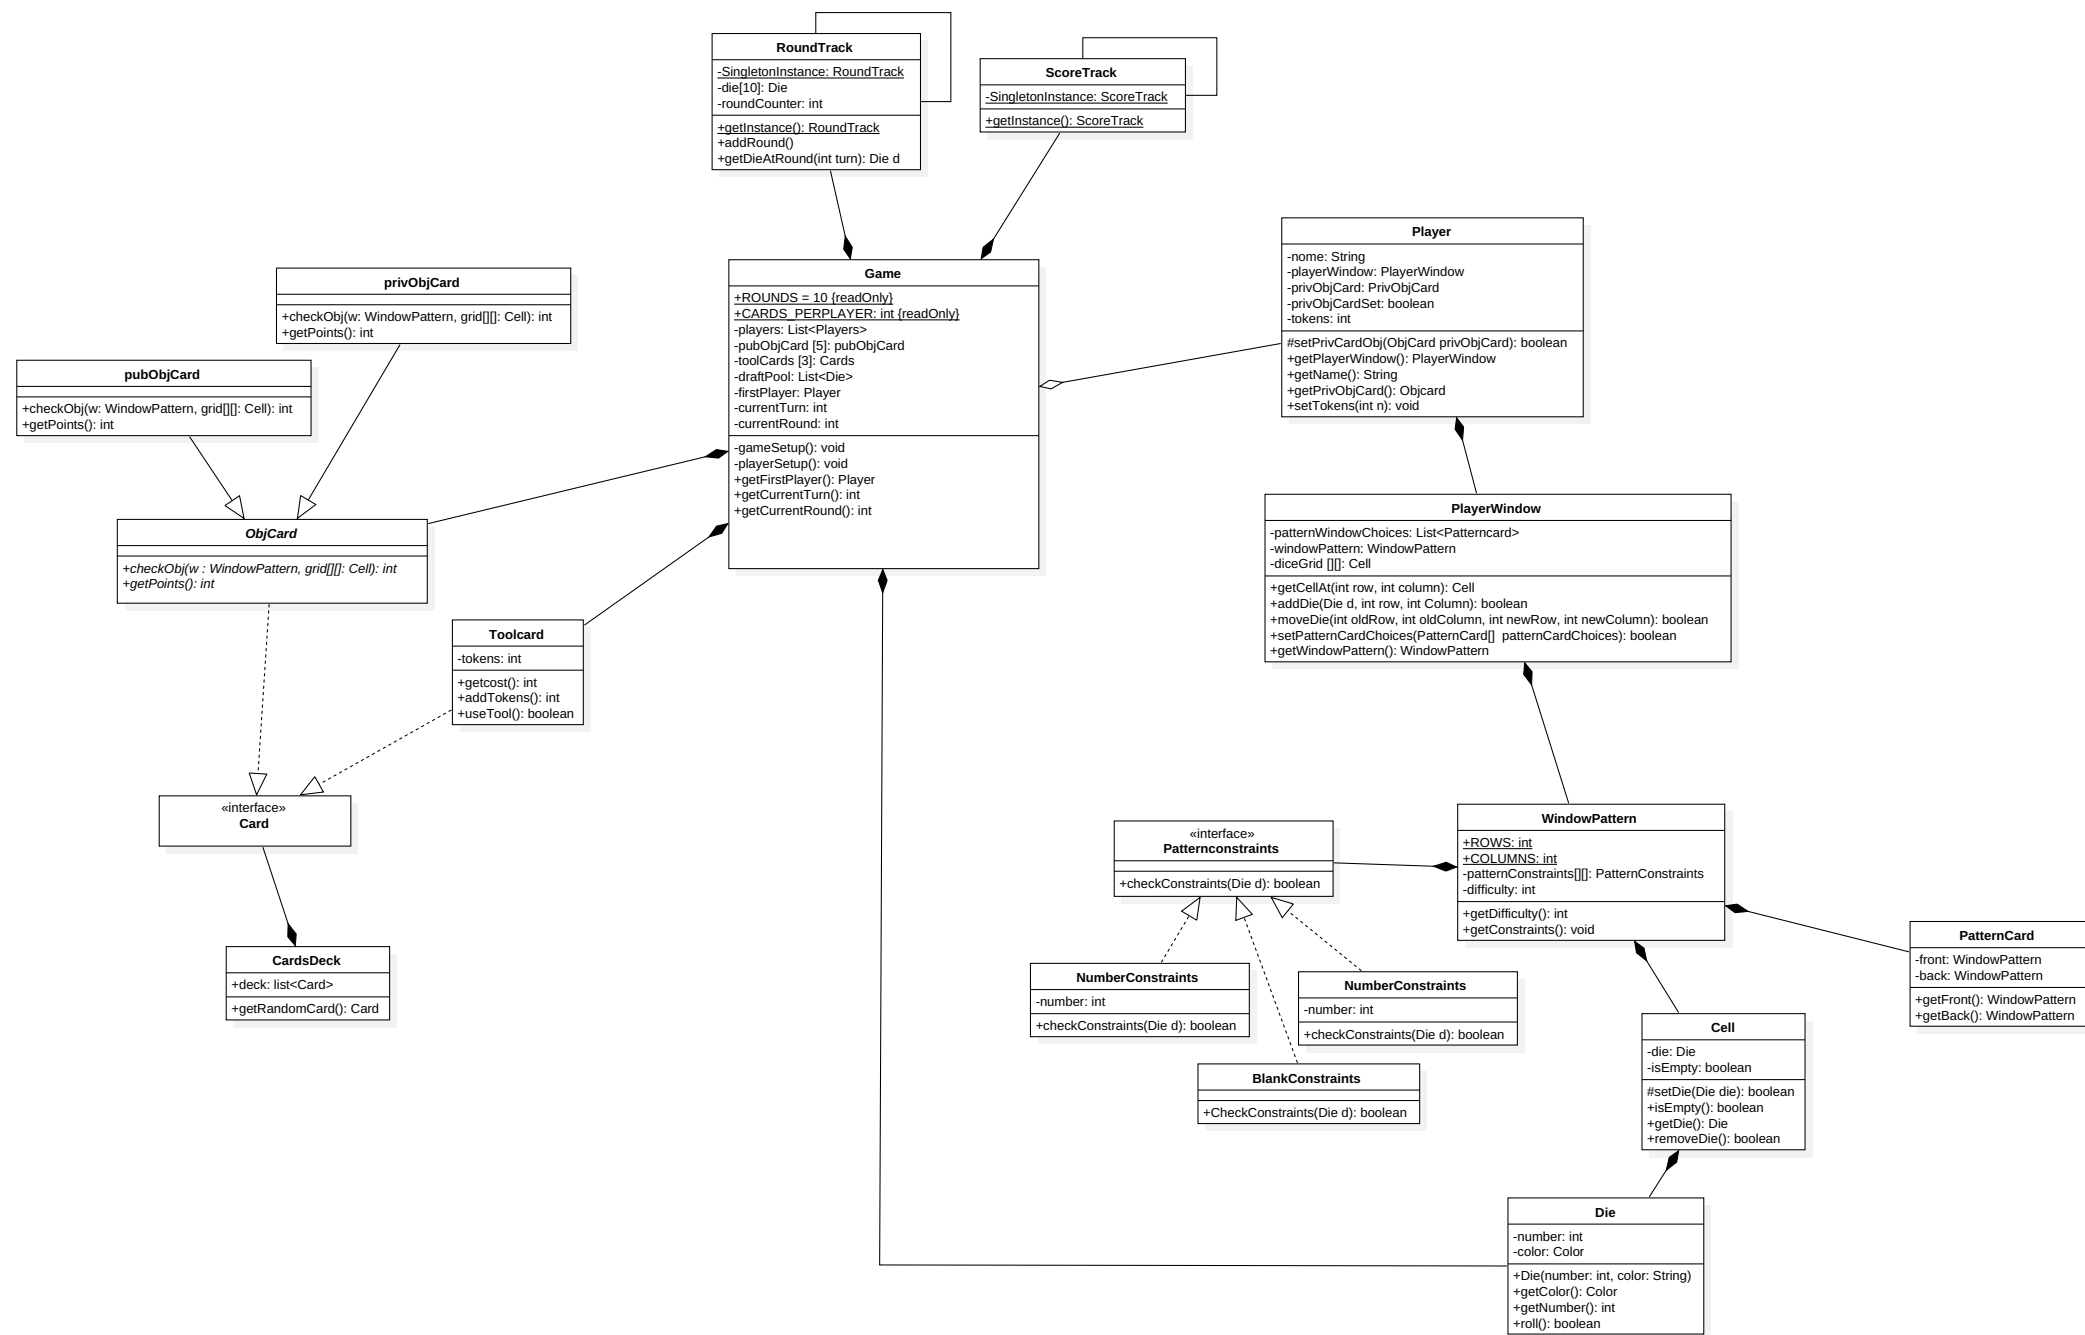 RoundTrack
-SingletonInstance: RoundTrack
-die[10]: Die
-roundCounter: int
+getInstance(): RoundTrack
+addRound()
+getDieAtRound(int turn): Die d
ScoreTrack
-SingletonInstance: ScoreTrack
+getInstance(): ScoreTrack
Player
-nome: String
-playerWindow: PlayerWindow
-privObjCard: PrivObjCard
-privObjCardSet: boolean
-tokens: int
#setPrivCardObj(ObjCard privObjCard): boolean
+getPlayerWindow(): PlayerWindow
+getName(): String
+getPrivObjCard(): Objcard
+setTokens(int n): void
Game
+ROUNDS = 10 {readOnly}
+CARDS_PERPLAYER: int {readOnly}
-players: List<Players>
-pubObjCard [5]: pubObjCard
-toolCards [3]: Cards
-draftPool: List<Die>
-firstPlayer: Player
-currentTurn: int
-currentRound: int
-gameSetup(): void
-playerSetup(): void
+getFirstPlayer(): Player
+getCurrentTurn(): int
+getCurrentRound(): int
privObjCard
+checkObj(w: WindowPattern, grid[][]: Cell): int
+getPoints(): int
pubObjCard
+checkObj(w: WindowPattern, grid[][]: Cell): int
+getPoints(): int
ObjCard
+checkObj(w : WindowPattern, grid[][]: Cell): int
+getPoints(): int
PlayerWindow
-patternWindowChoices: List<Patterncard>
-windowPattern: WindowPattern
-diceGrid [][]: Cell
+getCellAt(int row, int column): Cell
+addDie(Die d, int row, int Column): boolean
+moveDie(int oldRow, int oldColumn, int newRow, int newColumn): boolean
+setPatternCardChoices(PatternCard[]  patternCardChoices): boolean
+getWindowPattern(): WindowPattern
Toolcard
-tokens: int
+getcost(): int
+addTokens(): int
+useTool(): boolean
«interface»
Card
CardsDeck
+deck: list<Card>
+getRandomCard(): Card
«interface»
Patternconstraints
+checkConstraints(Die d): boolean
WindowPattern
+ROWS: int
+COLUMNS: int
-patternConstraints[][]: PatternConstraints
-difficulty: int
+getDifficulty(): int
+getConstraints(): void
PatternCard
-front: WindowPattern
-back: WindowPattern
+getFront(): WindowPattern
+getBack(): WindowPattern
NumberConstraints
-number: int
+checkConstraints(Die d): boolean
NumberConstraints
-number: int
+checkConstraints(Die d): boolean
BlankConstraints
+CheckConstraints(Die d): boolean
Cell
-die: Die
-isEmpty: boolean
#setDie(Die die): boolean
+isEmpty(): boolean
+getDie(): Die
+removeDie(): boolean
Die
-number: int
-color: Color
+Die(number: int, color: String)
+getColor(): Color
+getNumber(): int
+roll(): boolean